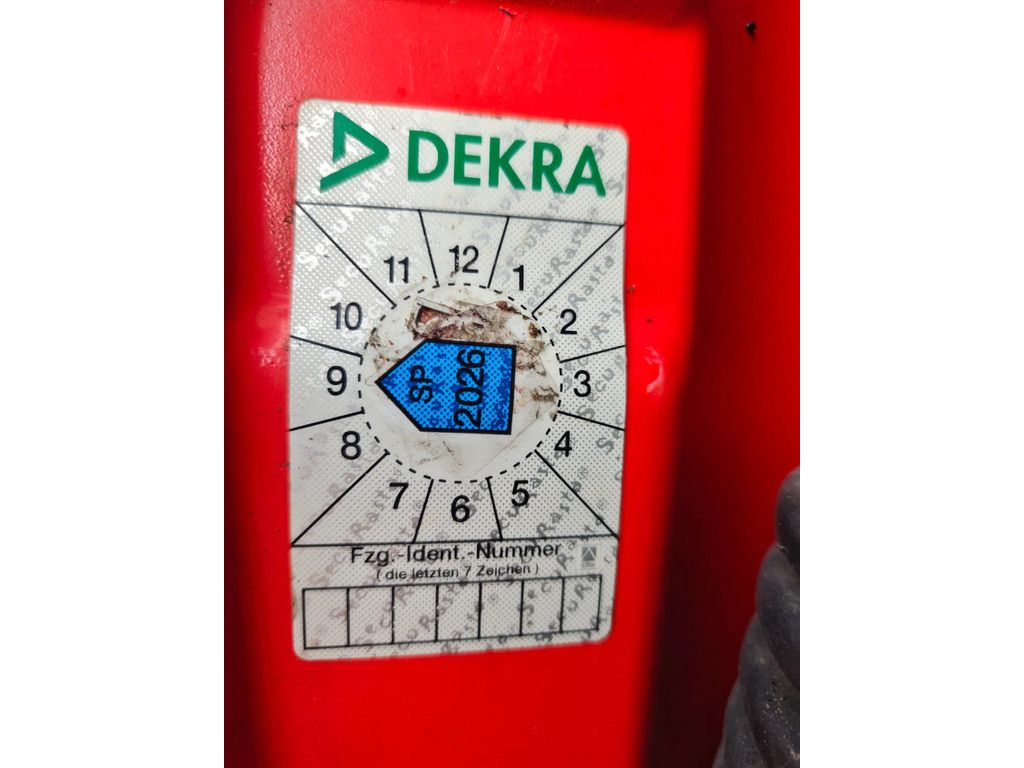 DEKRA
11 12 1
10 2
9 3
8 4
7 6 5
SP
2026
Fzg.-Ident.-Nummer
( die letzten 7 Zeichen )
SecuRasta®